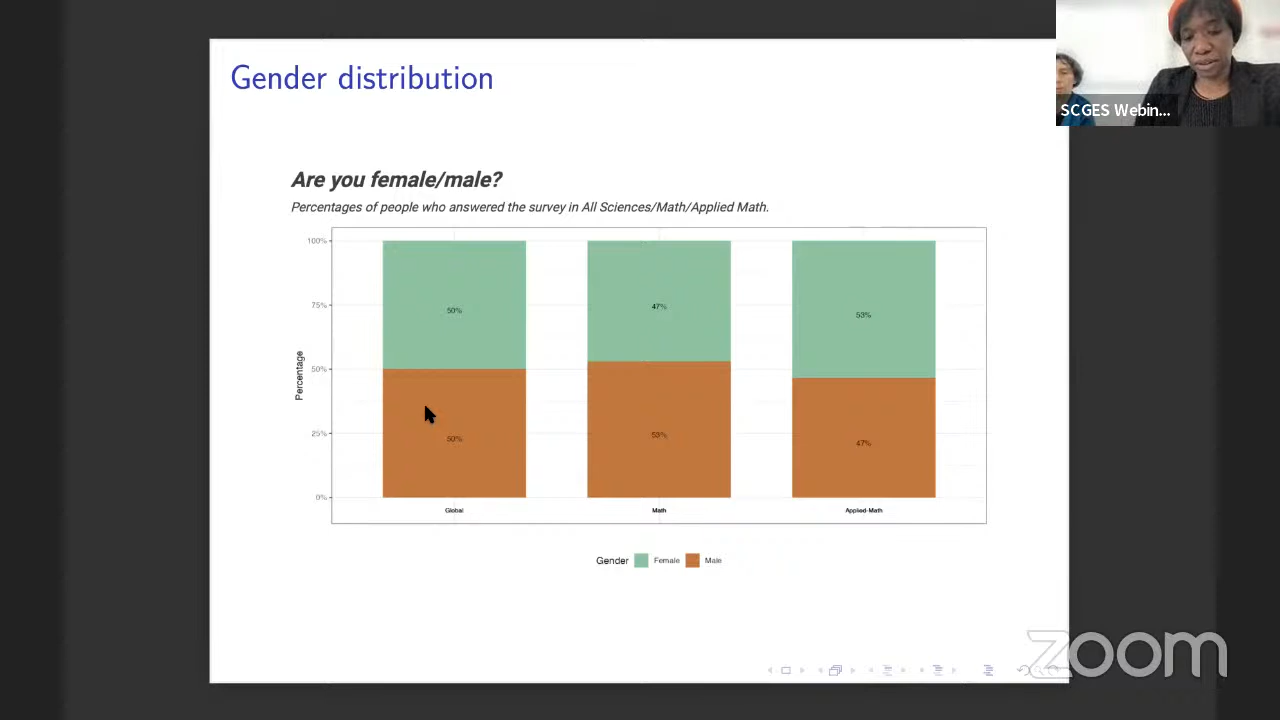 Gender distribution
SCGES Webin...
Are you female/male?
Percentages of people who answered the survey in All Sciences/Math/Applied Math.
100%
75%
50%
25%
0%
Percentage
50%
47%
53%
50%
53%
47%
Global
Math
Applied-Math
Gender
Female
Male
zoom